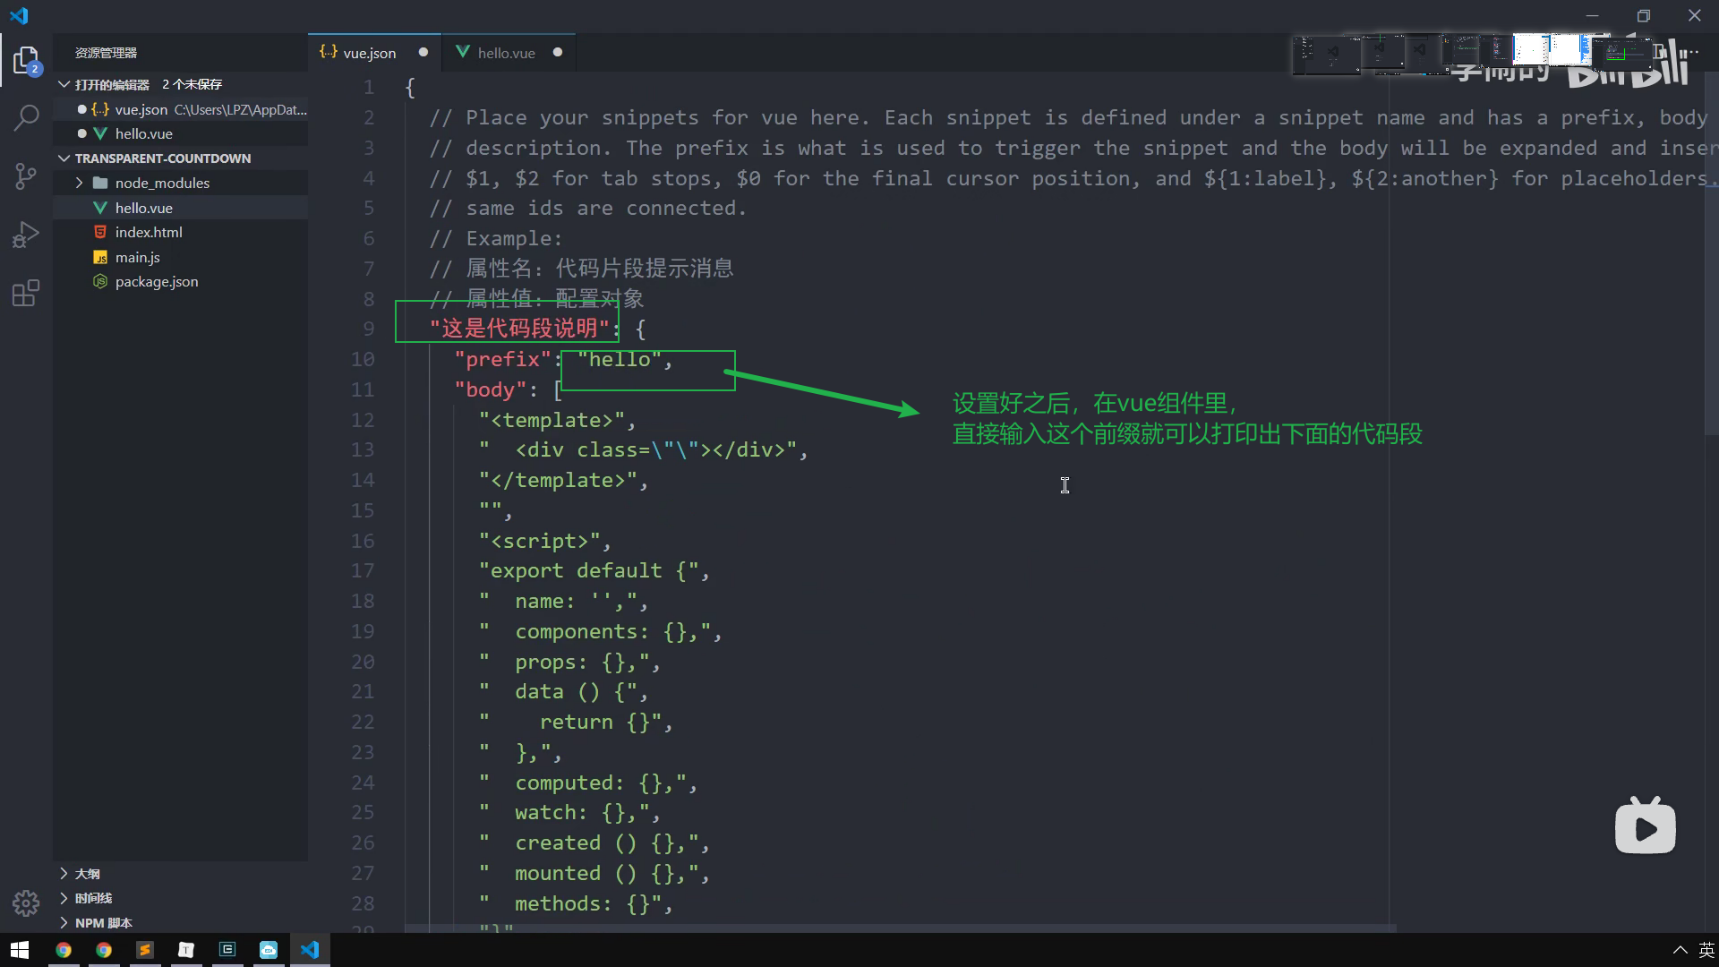 资源管理器
vue.json
hello.vue
李闹的 bilibili
打开的编辑器 2 个未保存
vue.json C:\Users\LPZ\AppDat...
hello.vue
TRANSPARENT-COUNTDOWN
node_modules
hello.vue
index.html
main.js
package.json
大纲
时间线
NPM 脚本
2
1 {
2 // Place your snippets for vue here. Each snippet is defined under a snippet name and has a prefix, body
3 // description. The prefix is what is used to trigger the snippet and the body will be expanded and inser
4 // $1, $2 for tab stops, $0 for the final cursor position, and ${1:label}, ${2:another} for placeholders.
5 // same ids are connected.
6 // Example:
7 // 属性名: 代码片段提示消息
8 // 属性值: 配置对象
9 "这是代码段说明": {
10 "prefix": "hello",
11 "body": [
设置好之后，在vue组件里，
直接输入这个前缀就可以打印出下面的代码段
12 "<template>",
13 "  <div class=\"\"></div>",
14 "</template>",
15 "",
16 "<script>",
17 "export default {",
18 "  name: '',",
19 "  components: {},",
20 "  props: {},",
21 "  data () {",
22 "    return {}",
23 "  },",
24 "  computed: {},",
25 "  watch: {},",
26 "  created () {},",
27 "  mounted () {},",
28 "  methods: {}",
29 "}"
英